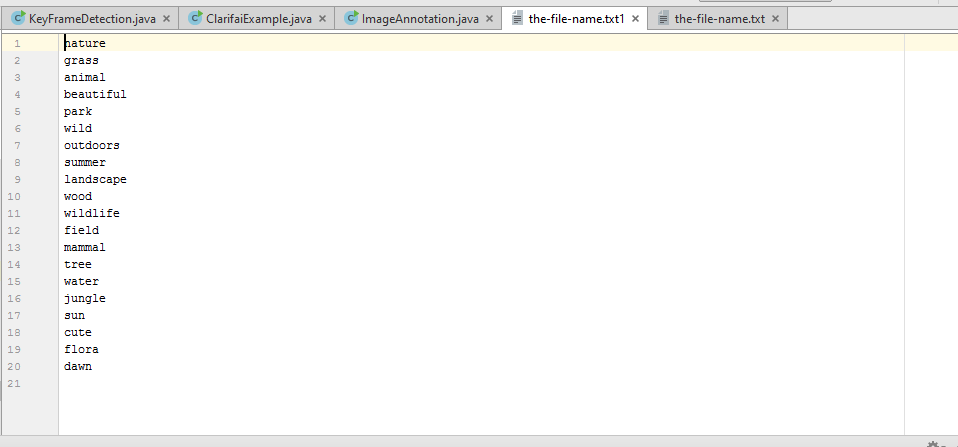 KeyFrameDetection.java ClarifaiExample.java ImageAnnotation.java the-file-name.txt1 the-file-name.txt
1 nature
2 grass
3 animal
4 beautiful
5 park
6 wild
7 outdoors
8 summer
9 landscape
10 wood
11 wildlife
12 field
13 mammal
14 tree
15 water
16 jungle
17 sun
18 cute
19 flora
20 dawn
21